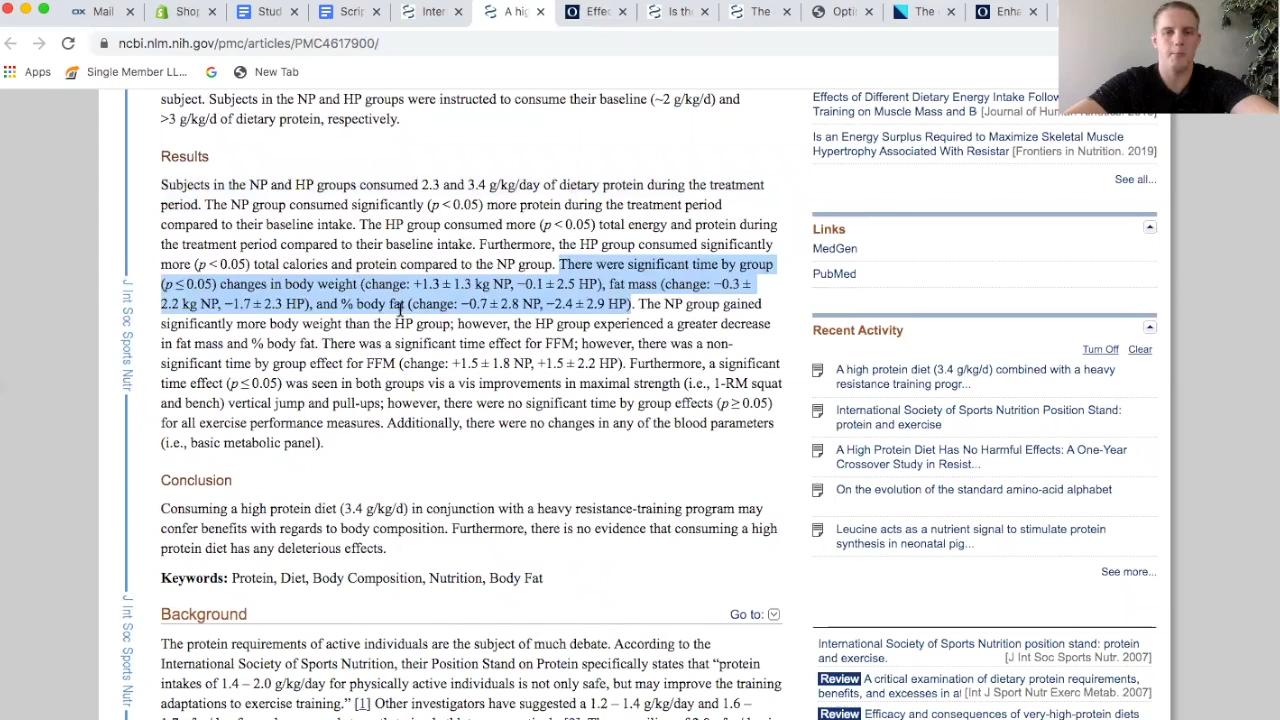 Shop
Stud
Scrip
Inter
A hig
Effec
Is the
The
Opti
The
Enha
ncbi.nlm.nih.gov/pmc/articles/PMC4617900/
Apps
Single Member LL...
New Tab
subject. Subjects in the NP and HP groups were instructed to consume their baseline (~2 g/kg/d) and
>3 g/kg/d of dietary protein, respectively.
Results
Subjects in the NP and HP groups consumed 2.3 and 3.4 g/kg/day of dietary protein during the treatment
period. The NP group consumed significantly (p < 0.05) more protein during the treatment period
compared to their baseline intake. The HP group consumed more (p < 0.05) total energy and protein during
the treatment period compared to their baseline intake. Furthermore, the HP group consumed significantly
more (p < 0.05) total calories and protein compared to the NP group. There were significant time by group
(p ≤ 0.05) changes in body weight (change: +1.3 ± 1.3 kg NP, −0.1 ± 2.5 HP), fat mass (change: −0.3 ±
2.2 kg NP, −1.7 ± 2.3 HP), and % body fat (change: −0.7 ± 2.8 NP, −2.4 ± 2.9 HP). The NP group gained
significantly more body weight than the HP group; however, the HP group experienced a greater decrease
in fat mass and % body fat. There was a significant time effect for FFM; however, there was a non-
significant time by group effect for FFM (change: +1.5 ± 1.8 NP, +1.5 ± 2.2 HP). Furthermore, a significant
time effect (p ≤ 0.05) was seen in both groups vis a vis improvements in maximal strength (i.e., 1-RM squat
and bench) vertical jump and pull-ups; however, there were no significant time by group effects (p ≥ 0.05)
for all exercise performance measures. Additionally, there were no changes in any of the blood parameters
(i.e., basic metabolic panel).
Conclusion
Consuming a high protein diet (3.4 g/kg/d) in conjunction with a heavy resistance-training program may
confer benefits with regards to body composition. Furthermore, there is no evidence that consuming a high
protein diet has any deleterious effects.
Keywords: Protein, Diet, Body Composition, Nutrition, Body Fat
Background
Go to:
The protein requirements of active individuals are the subject of much debate. According to the
International Society of Sports Nutrition, their Position Stand on Protein specifically states that “protein
intakes of 1.4 – 2.0 g/kg/day for physically active individuals is not only safe, but may improve the training
adaptations to exercise training.” [1] Other investigators have suggested a 1.2 – 1.4 g/kg/day and 1.6 –
J Int Soc Sports Nutr
J Int Soc Sports Nutr
Effects of Different Dietary Energy Intake Follow
Training on Muscle Mass and B [Journal of Human
Is an Energy Surplus Required to Maximize Skeletal Muscle
Hypertrophy Associated With Resistar [Frontiers in Nutrition. 2019]
See all...
Links
MedGen
PubMed
Recent Activity
Turn Off Clear
A high protein diet (3.4 g/kg/d) combined with a heavy
resistance training progr...
International Society of Sports Nutrition Position Stand:
protein and exercise
A High Protein Diet Has No Harmful Effects: A One-Year
Crossover Study in Resist...
On the evolution of the standard amino-acid alphabet
Leucine acts as a nutrient signal to stimulate protein
synthesis in neonatal pig...
See more...
International Society of Sports Nutrition position stand: protein
and exercise. [J Int Soc Sports Nutr. 2007]
Review A critical examination of dietary protein requirements,
benefits, and excesses in at [Int J Sport Nutr Exerc Metab. 2007]
Review Efficacy and consequences of very-high-protein diets